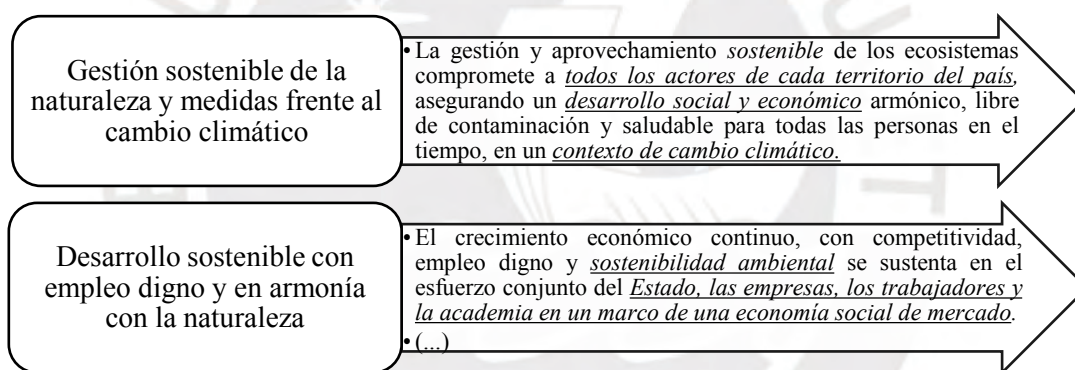 Gestión sostenible de la
naturaleza y medidas frente al
cambio climático
• La gestión y aprovechamiento sostenible de los ecosistemas
compromete a todos los actores de cada territorio del país,
asegurando un desarrollo social y económico armónico, libre
de contaminación y saludable para todas las personas en el
tiempo, en un contexto de cambio climático.
Desarrollo sostenible con
empleo digno y en armonía
con la naturaleza
• El crecimiento económico continuo, con competitividad,
empleo digno y sostenibilidad ambiental se sustenta en el
esfuerzo conjunto del Estado, las empresas, los trabajadores y
la academia en un marco de una economía social de mercado.
• (...)